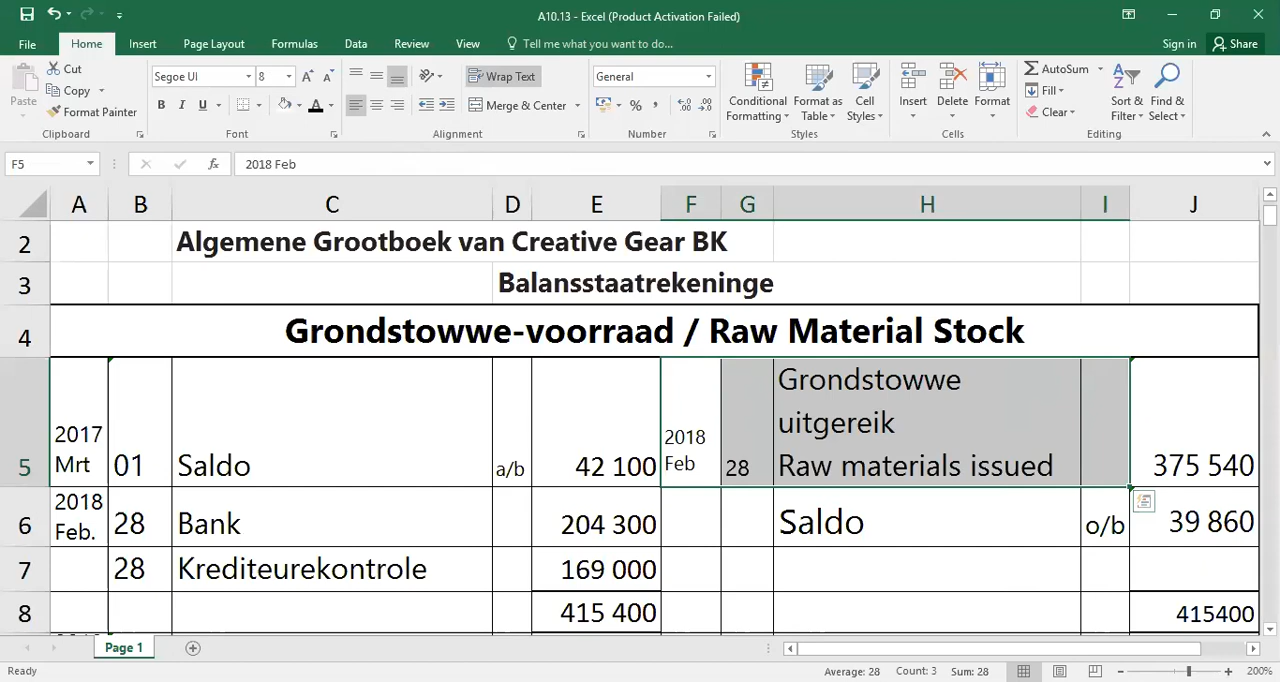 A10.13 - Excel (Product Activation Failed)
File Home Insert Page Layout Formulas Data Review View Tell me what you want to do... Sign in Share
Paste
Cut
Copy
Format Painter
Clipboard
Segoe UI 8
B I U
Font
Wrap Text
Merge & Center
Alignment
General
%
Number
Conditional Formatting
Format as Table
Cell Styles
Styles
Insert Delete Format
Cells
AutoSum
Fill
Clear
Sort & Filter
Find & Select
Editing
F5 fx 2018 Feb
A B C D E F G H I J
2 Algemene Grootboek van Creative Gear BK
3 Balansstaatrekeninge
4 Grondstowwe-voorraad / Raw Material Stock
5 2017 Mrt 01 Saldo a/b 42 100 2018 Feb 28 Grondstowwe uitgereik Raw materials issued 375 540
6 2018 Feb. 28 Bank 204 300 Saldo o/b 39 860
7 28 Krediteurekontrole 169 000
8 415 400 415400
Page 1
Ready Average: 28 Count: 3 Sum: 28 200%